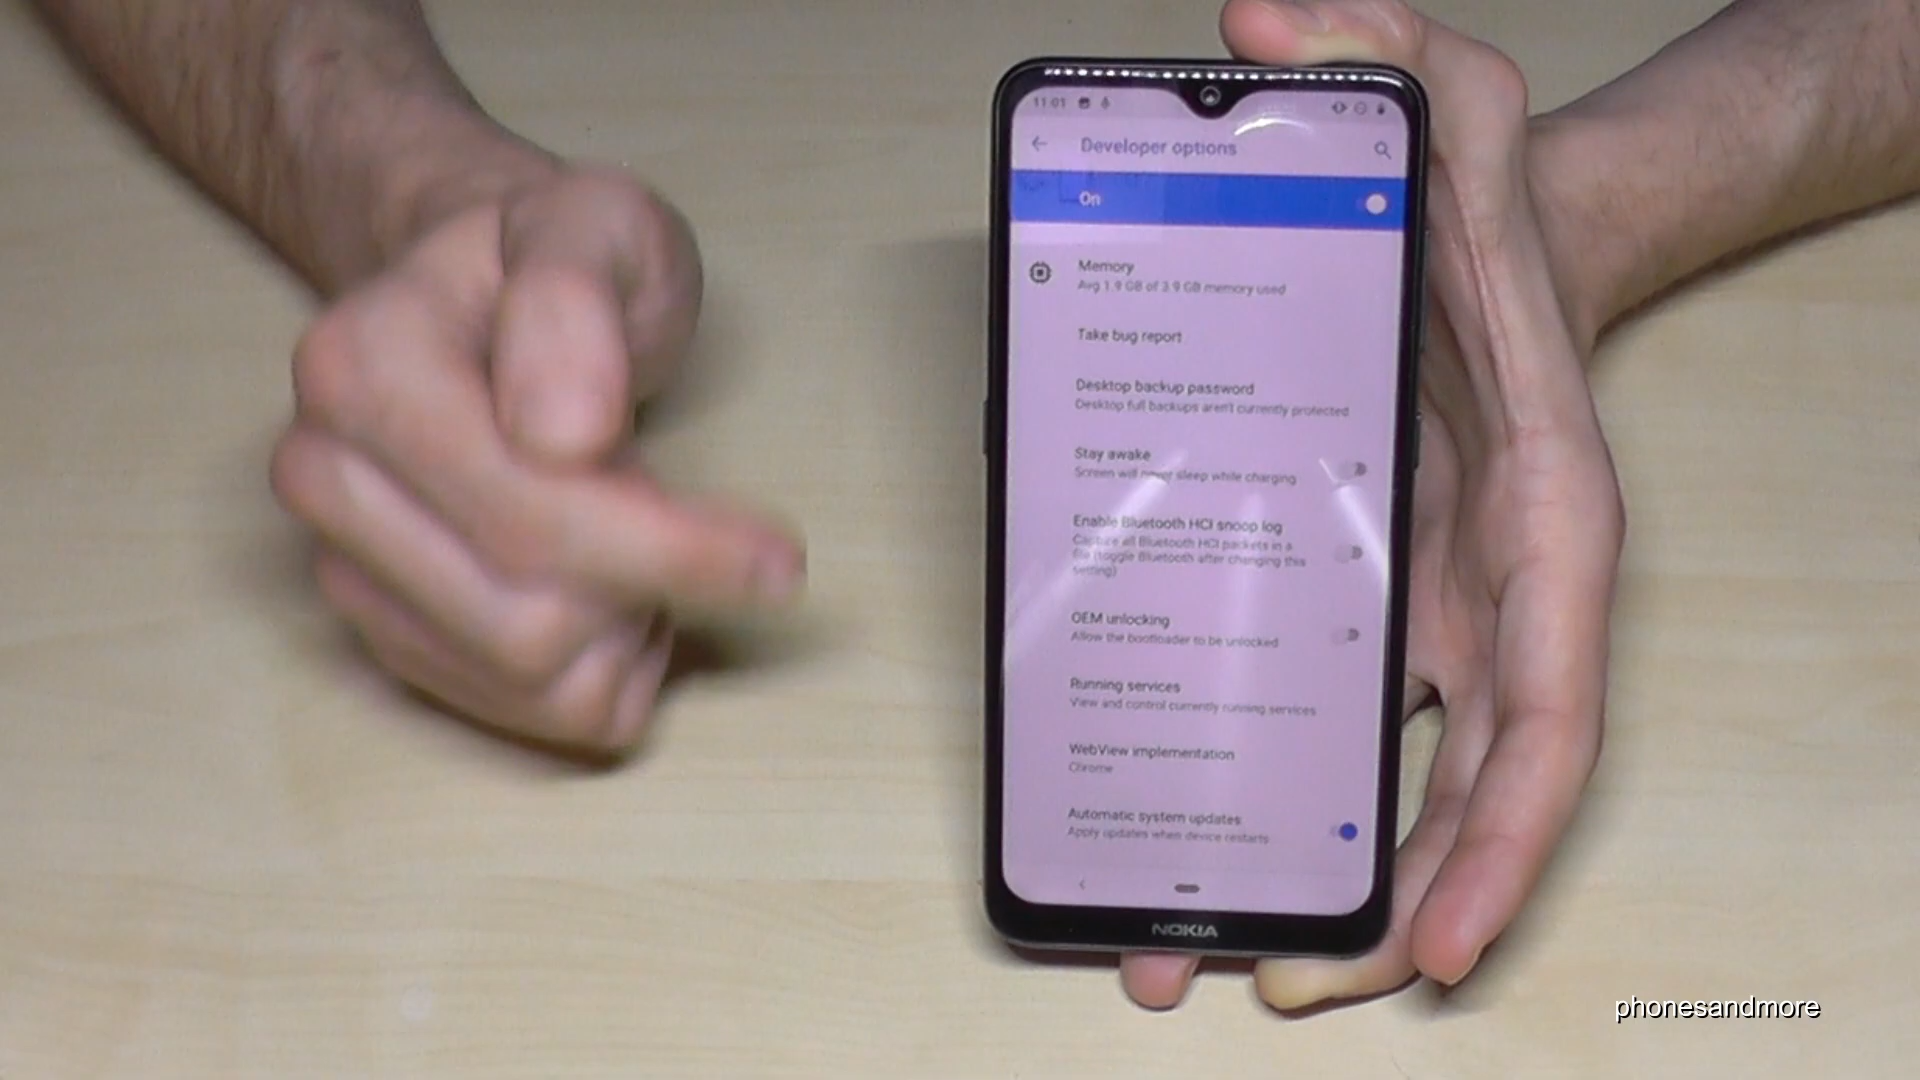 11:01
Developer options
On
Memory
Avg 1.9 GB of 3.9 GB memory used
Take bug report
Desktop backup password
Desktop full backups aren't currently protected
Stay awake
Screen will never sleep while charging
Enable Bluetooth HCI snoop log
Capture all Bluetooth HCI packets in a
file (toggle Bluetooth after changing this
setting)
OEM unlocking
Allow the bootloader to be unlocked
Running services
View and control currently running services
WebView implementation
Chrome
Automatic system updates
Apply updates when device restarts
NOKIA
phonesandmore